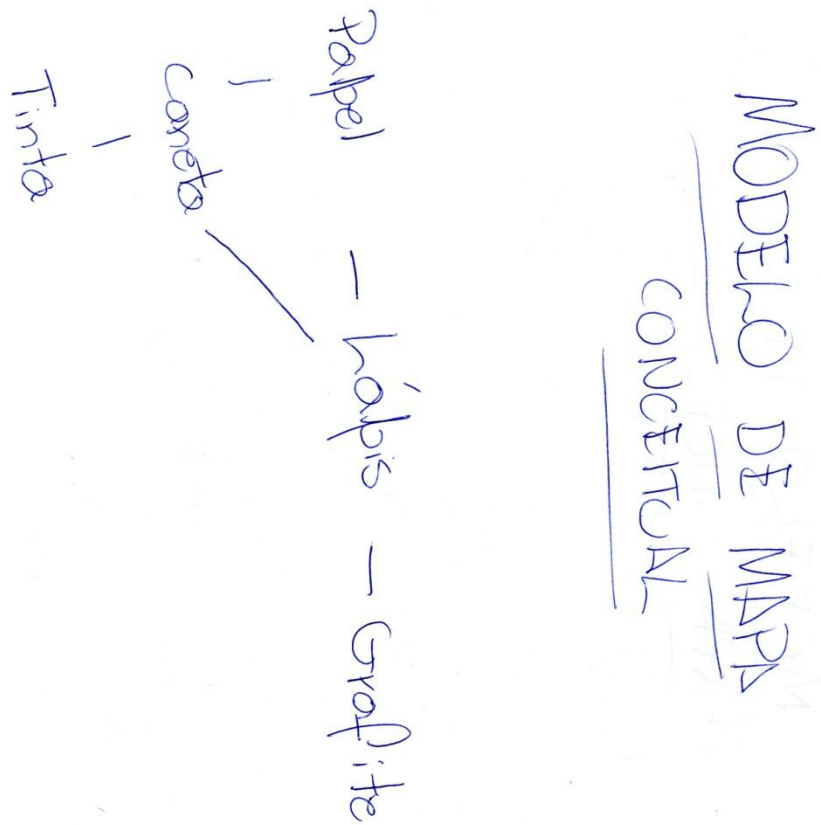 MODELO DE MAPA
CONCEITUAL
Papel — Lápis — Grafite
Caneta
Tinta